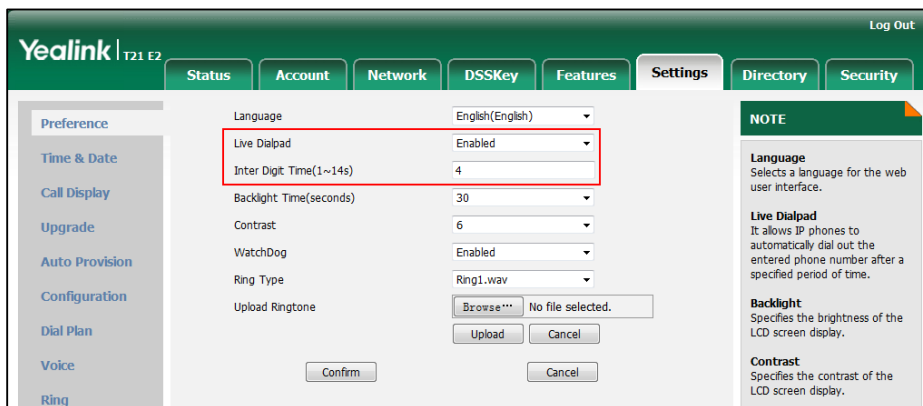 Log Out
Yealink T21 E2
Status Account Network DSSKey Features Settings Directory Security
Preference
Time & Date
Call Display
Upgrade
Auto Provision
Configuration
Dial Plan
Voice
Ring
Language English(English)
Live Dialpad Enabled
Inter Digit Time(1~14s) 4
Backlight Time(seconds) 30
Contrast 6
WatchDog Enabled
Ring Type Ring1.wav
Upload Ringtone Browse… No file selected.
Upload Cancel
Confirm Cancel
NOTE
Language
Selects a language for the web
user interface.
Live Dialpad
It allows IP phones to
automatically dial out the
entered phone number after a
specified period of time.
Backlight
Specifies the brightness of the
LCD screen display.
Contrast
Specifies the contrast of the
LCD screen display.